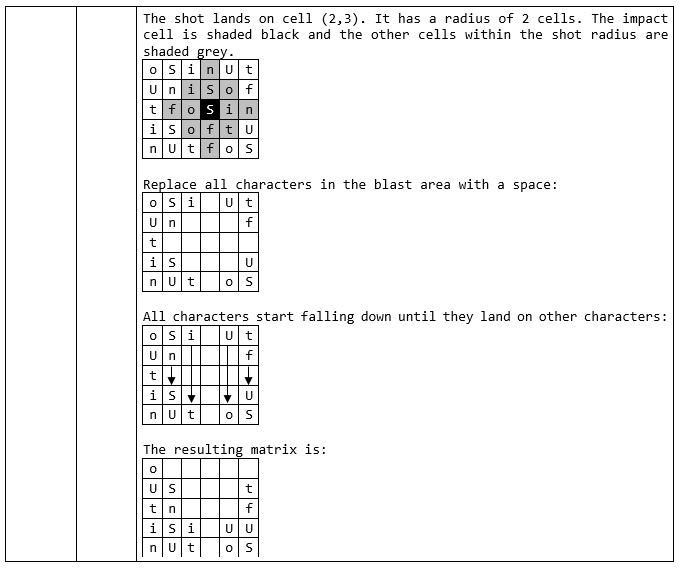 The shot lands on cell (2,3). It has a radius of 2 cells. The impact
cell is shaded black and the other cells within the shot radius are
shaded grey.
o S i n U t
U n i S o f
t f o S i n
i S o f t U
n U t f o S
Replace all characters in the blast area with a space:
o S i U t
U n f
t
i S U
n U t o S
All characters start falling down until they land on other characters:
o S i U t
U n f
t
i S U
n U t o S
The resulting matrix is:
o
U S t
t n f
i S i U U
n U t o S